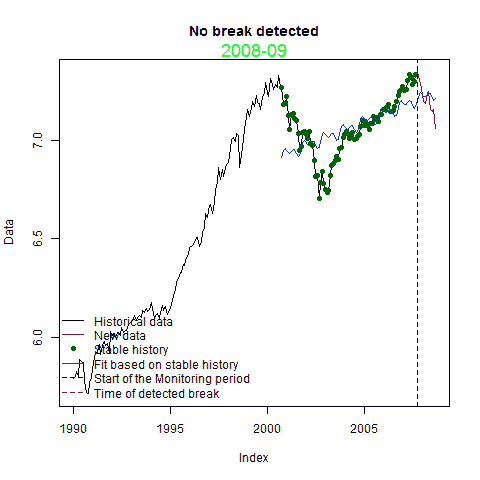 No break detected
2008-09
Data
7.0
6.5
6.0
Historical data
New data
Stable history
Fit based on stable history
Start of the Monitoring period
Time of detected break
1990
1995
2000
2005
Index